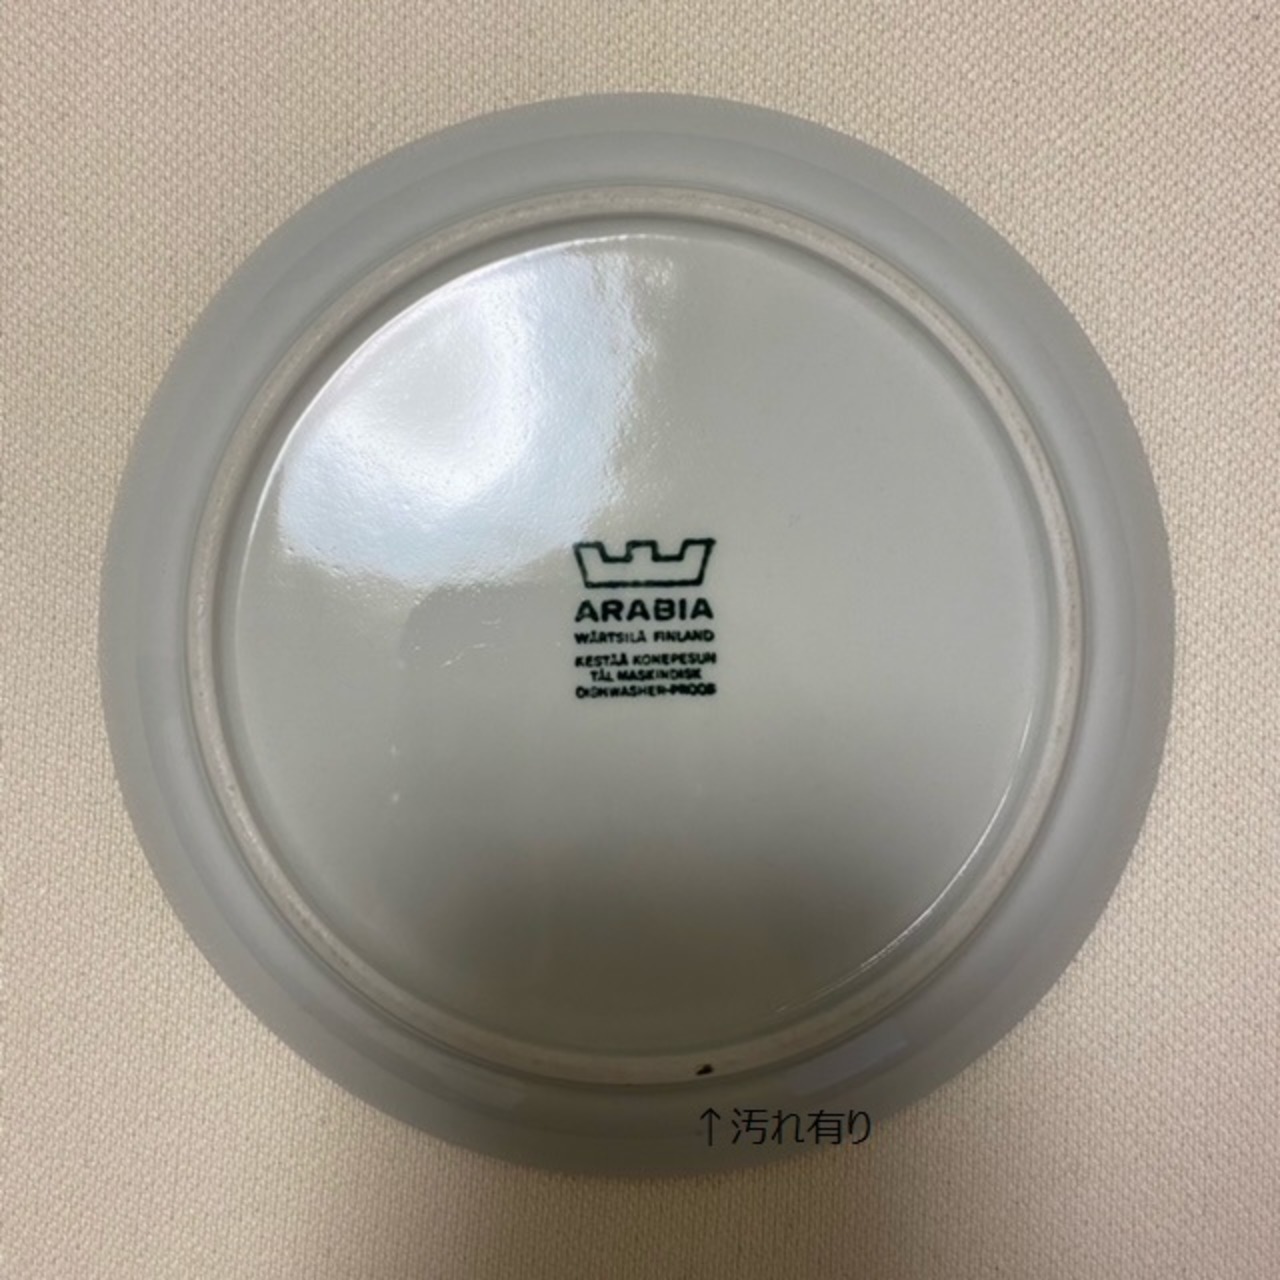 ARABIA
WÄRTSILÄ FINLAND
KESTÄÄ KONEPESUN
TÅL MASKINDISK
DISHWASHER-PROOF
↑汚れ有り